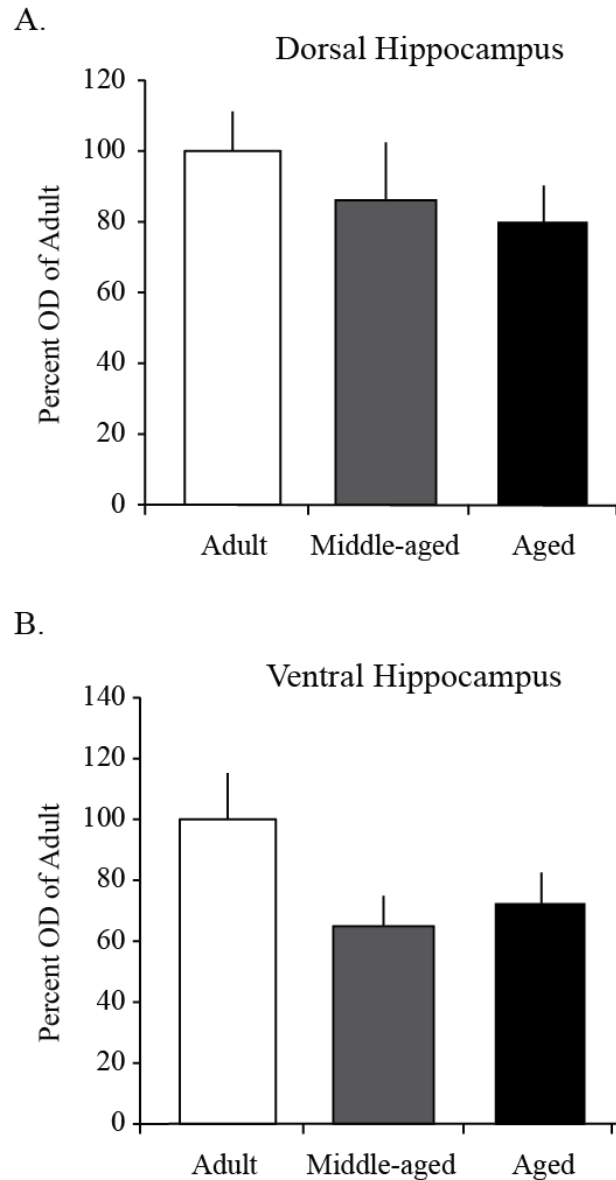 A.
Dorsal Hippocampus
120
100
80
60
40
20
0
Percent OD of Adult
Adult Middle-aged Aged
B.
Ventral Hippocampus
140
120
100
80
60
40
20
0
Percent OD of Adult
Adult Middle-aged Aged